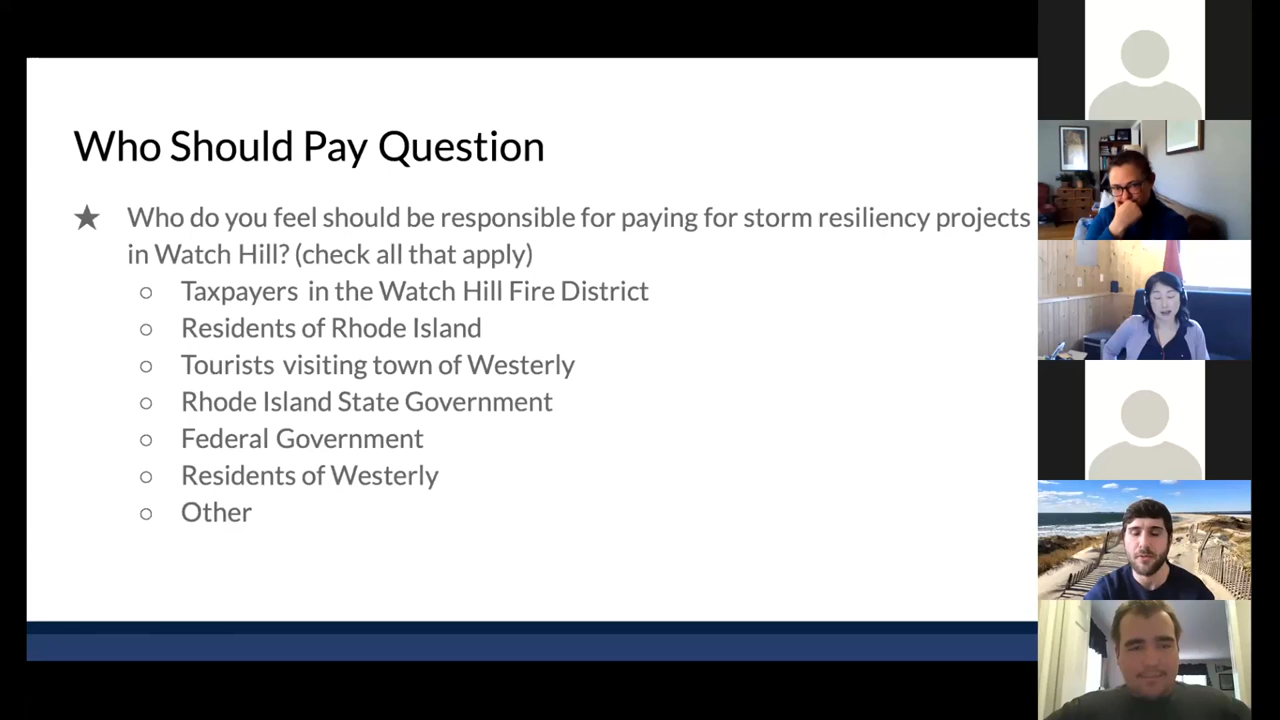 Who Should Pay Question
★ Who do you feel should be responsible for paying for storm resiliency projects
in Watch Hill? (check all that apply)
○ Taxpayers in the Watch Hill Fire District
○ Residents of Rhode Island
○ Tourists visiting town of Westerly
○ Rhode Island State Government
○ Federal Government
○ Residents of Westerly
○ Other